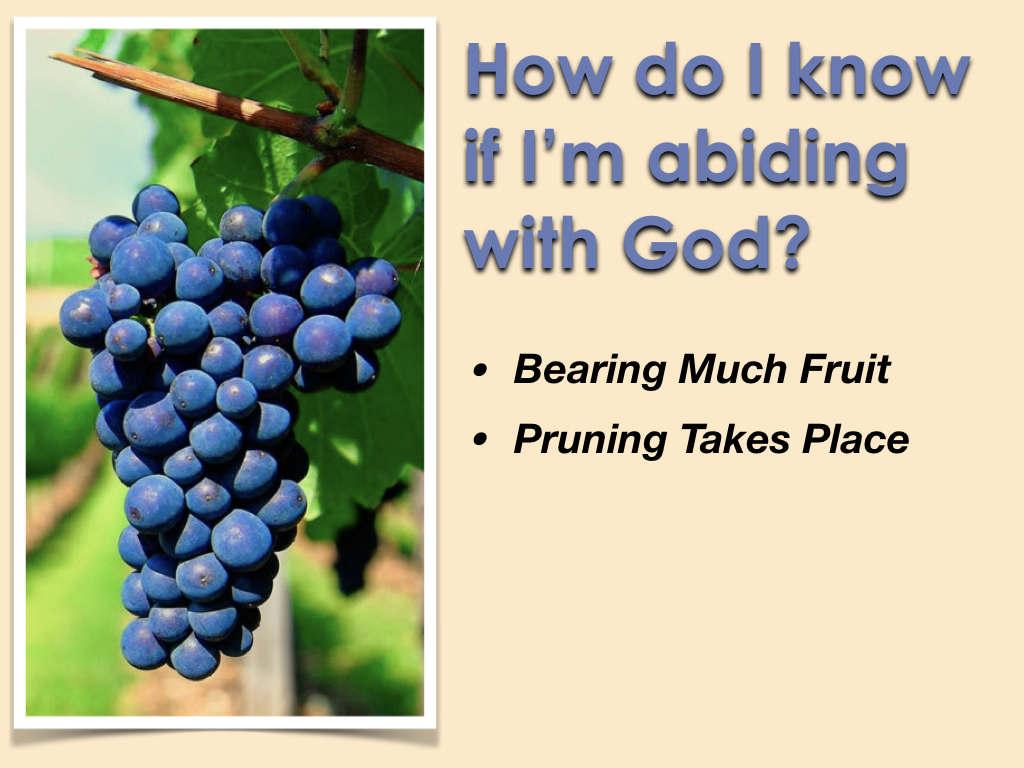 How do I know
if I’m abiding
with God?
• Bearing Much Fruit
• Pruning Takes Place